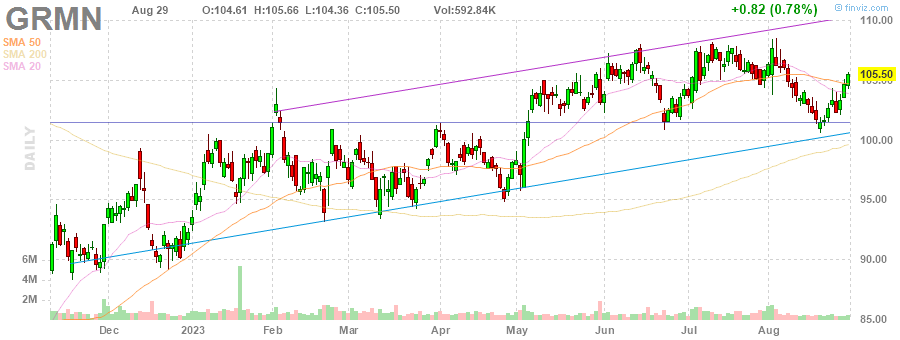 GRMN Aug 29 O:104.61 H:105.66 L:104.36 C:105.50 Vol:592.84K +0.82 (0.78%) finviz.com
SMA 50
SMA 200
SMA 20
DAILY
110.00
105.50
105.00
100.00
95.00
90.00
85.00
6M
4M
2M
Dec 2023 Feb Mar Apr May Jun Jul Aug